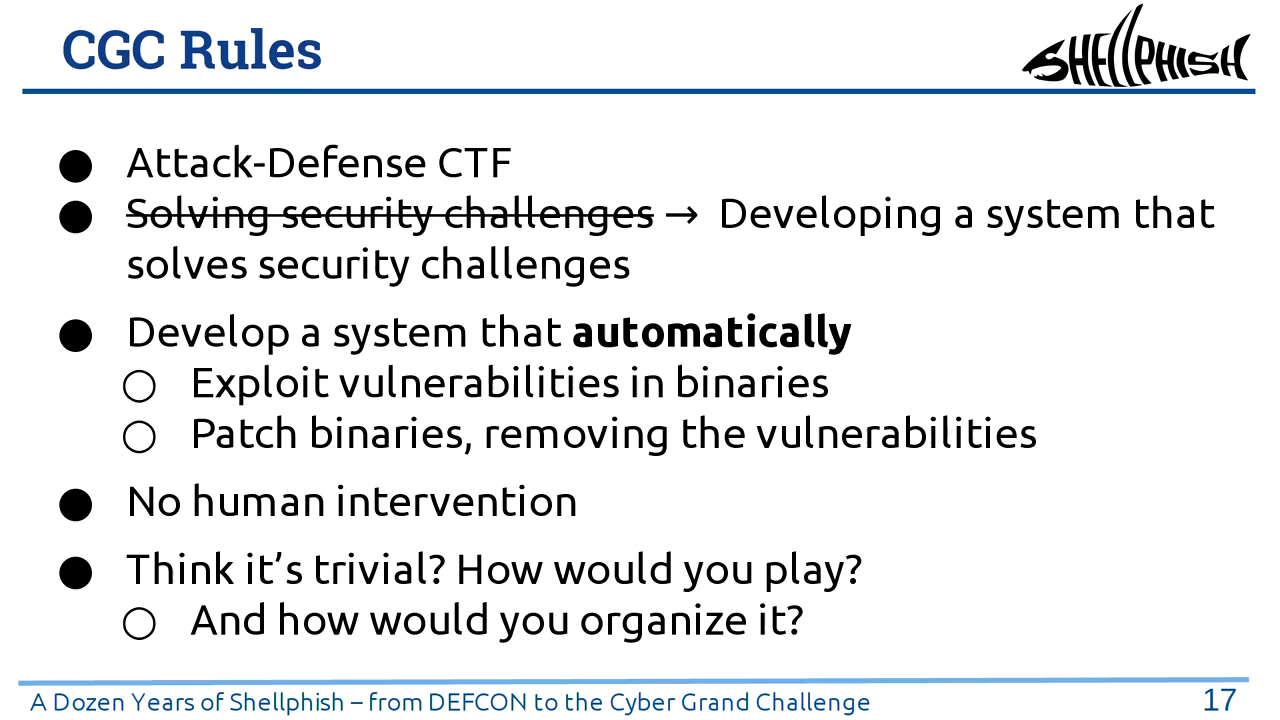 CGC Rules
SHELLPHISH
● Attack-Defense CTF
● Solving security challenges → Developing a system that
solves security challenges
● Develop a system that automatically
○ Exploit vulnerabilities in binaries
○ Patch binaries, removing the vulnerabilities
● No human intervention
● Think it’s trivial? How would you play?
○ And how would you organize it?
A Dozen Years of Shellphish – from DEFCON to the Cyber Grand Challenge
17